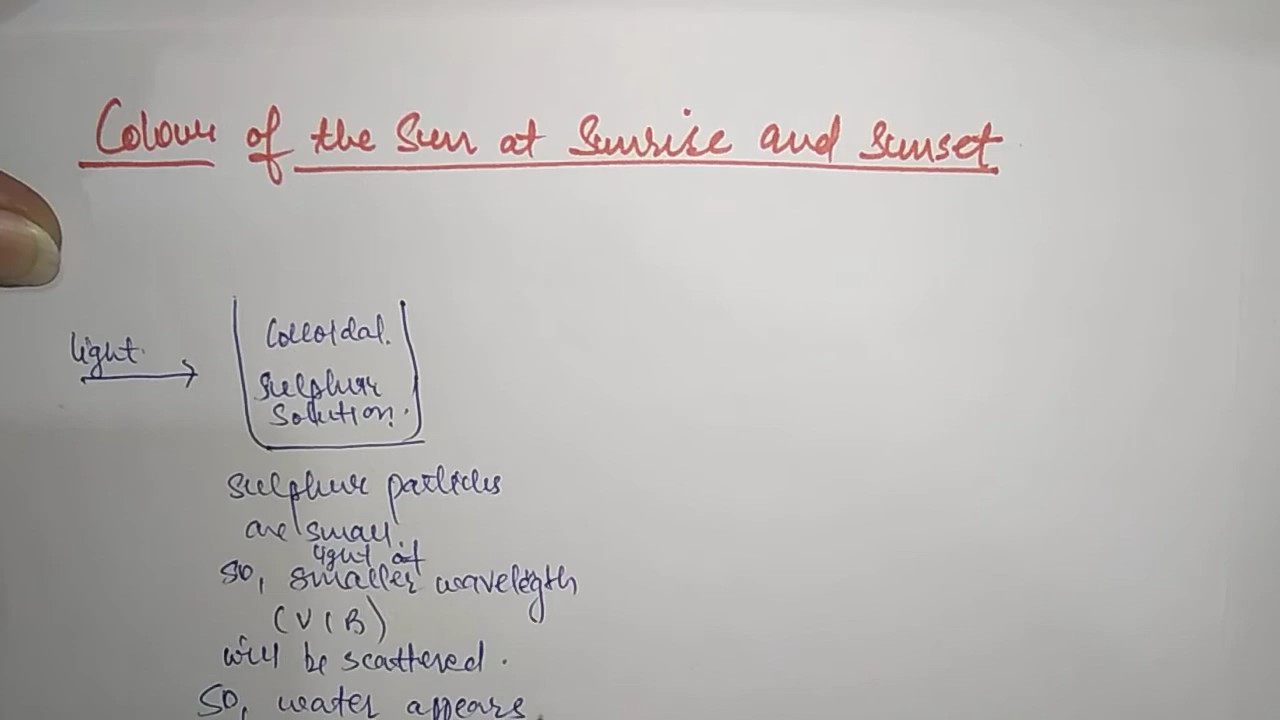 Colour of the Sun at Sunrise and Sunset
light.
Colloidal.
Sulphur
Solution.
Sulphur particles
are small.
light of
So, smaller wavelegth
(V I B)
will be scattered.
So, water appears